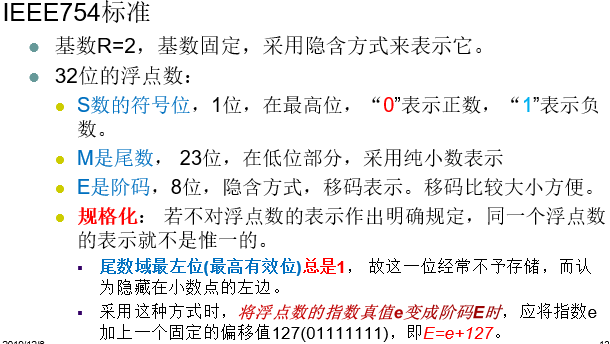 IEEE754标准
基数R=2，基数固定，采用隐含方式来表示它。
32位的浮点数：
S数的符号位，1位，在最高位，“0”表示正数，“1”表示负
数。
M是尾数， 23位，在低位部分，采用纯小数表示
E是阶码，8位，隐含方式，移码表示。移码比较大小方便。
规格化： 若不对浮点数的表示作出明确规定，同一个浮点数
的表示就不是惟一的。
尾数域最左位(最高有效位)总是1， 故这一位经常不予存储，而认
为隐藏在小数点的左边。
采用这种方式时，将浮点数的指数真值e变成阶码E时，应将指数e
加上一个固定的偏移值127(01111111)，即E=e+127。